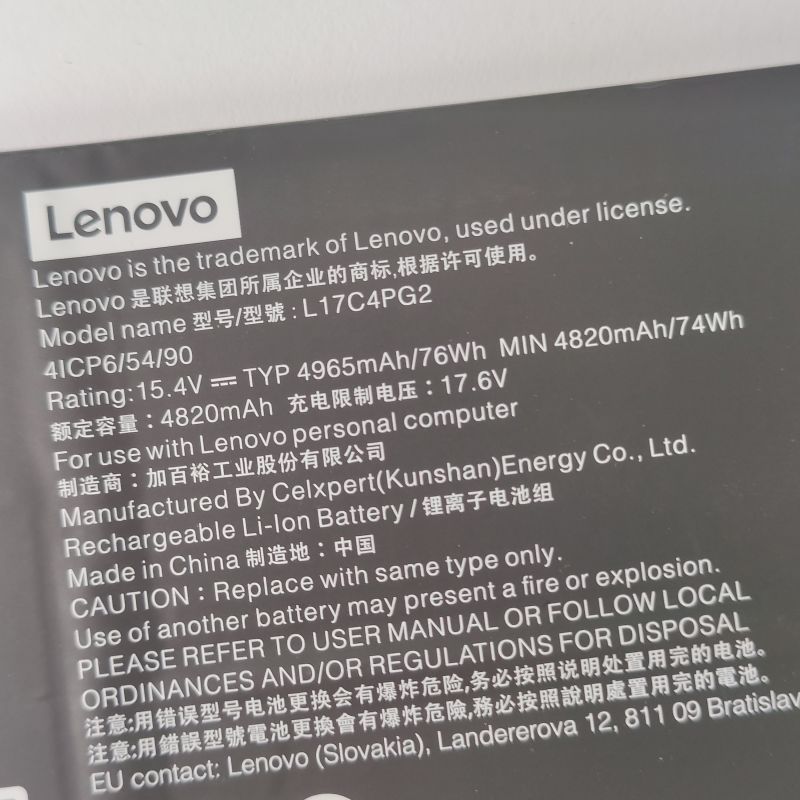 Lenovo
Lenovo is the trademark of Lenovo, used under license.
Lenovo 是联想集团所属企业的商标,根据许可使用。
Model name 型号/型號：L17C4PG2
4ICP6/54/90
Rating:15.4V ⎓ TYP 4965mAh/76Wh MIN 4820mAh/74Wh
额定容量：4820mAh 充电限制电压：17.6V
For use with Lenovo personal computer
制造商：加百裕工业股份有限公司
Manufactured By Celxpert(Kunshan)Energy Co., Ltd.
Rechargeable Li-Ion Battery / 锂离子电池组
Made in China 制造地：中国
CAUTION：Replace with same type only.
Use of another battery may present a fire or explosion.
PLEASE REFER TO USER MANUAL OR FOLLOW LOCAL
ORDINANCES AND/OR REGULATIONS FOR DISPOSAL
注意:用错误型号电池更换会有爆炸危险,务必按照说明处置用完的电池。
注意:用錯誤型號電池更換會有爆炸危險,務必按照說明處置用完的電池。
EU contact: Lenovo (Slovakia), Landererova 12, 811 09 Bratislav